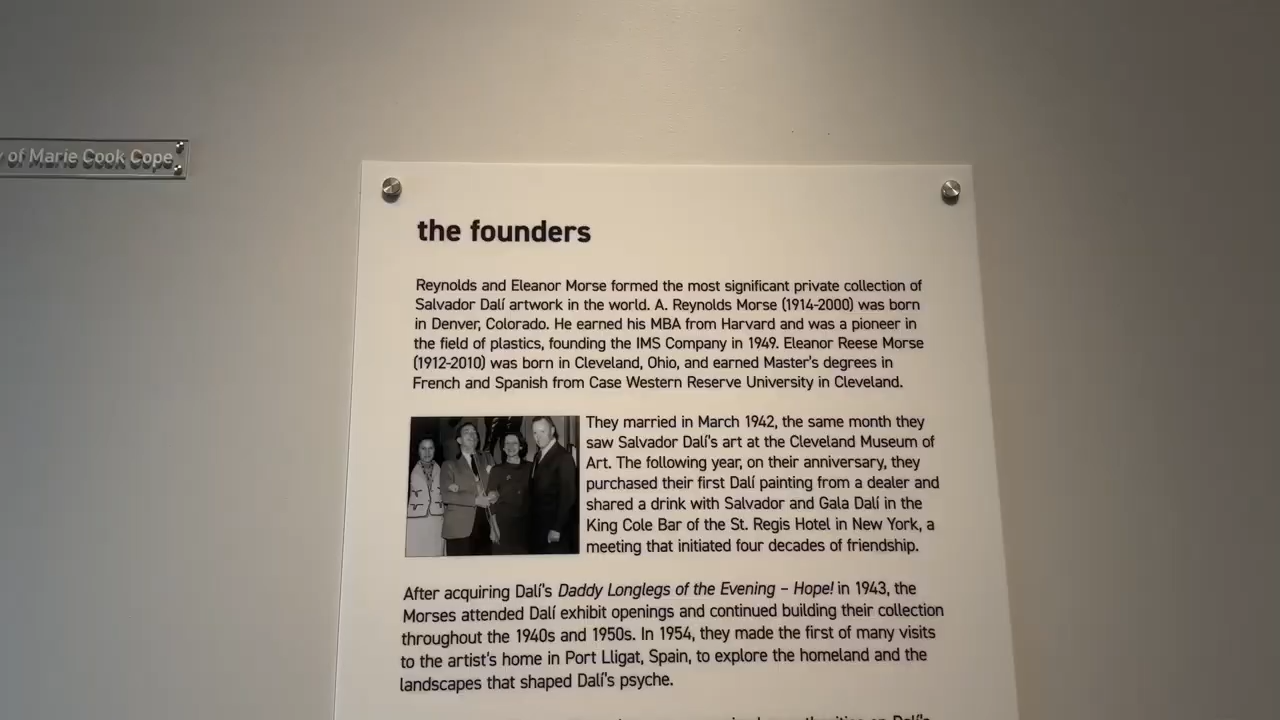 of Marie Cook Cope
the founders
Reynolds and Eleanor Morse formed the most significant private collection of
Salvador Dalí artwork in the world. A. Reynolds Morse (1914-2000) was born
in Denver, Colorado. He earned his MBA from Harvard and was a pioneer in
the field of plastics, founding the IMS Company in 1949. Eleanor Reese Morse
(1912-2010) was born in Cleveland, Ohio, and earned Master's degrees in
French and Spanish from Case Western Reserve University in Cleveland.
They married in March 1942, the same month they
saw Salvador Dalí's art at the Cleveland Museum of
Art. The following year, on their anniversary, they
purchased their first Dalí painting from a dealer and
shared a drink with Salvador and Gala Dalí in the
King Cole Bar of the St. Regis Hotel in New York, a
meeting that initiated four decades of friendship.
After acquiring Dalí's Daddy Longlegs of the Evening – Hope! in 1943, the
Morses attended Dalí exhibit openings and continued building their collection
throughout the 1940s and 1950s. In 1954, they made the first of many visits
to the artist's home in Port Lligat, Spain, to explore the homeland and the
landscapes that shaped Dalí's psyche.